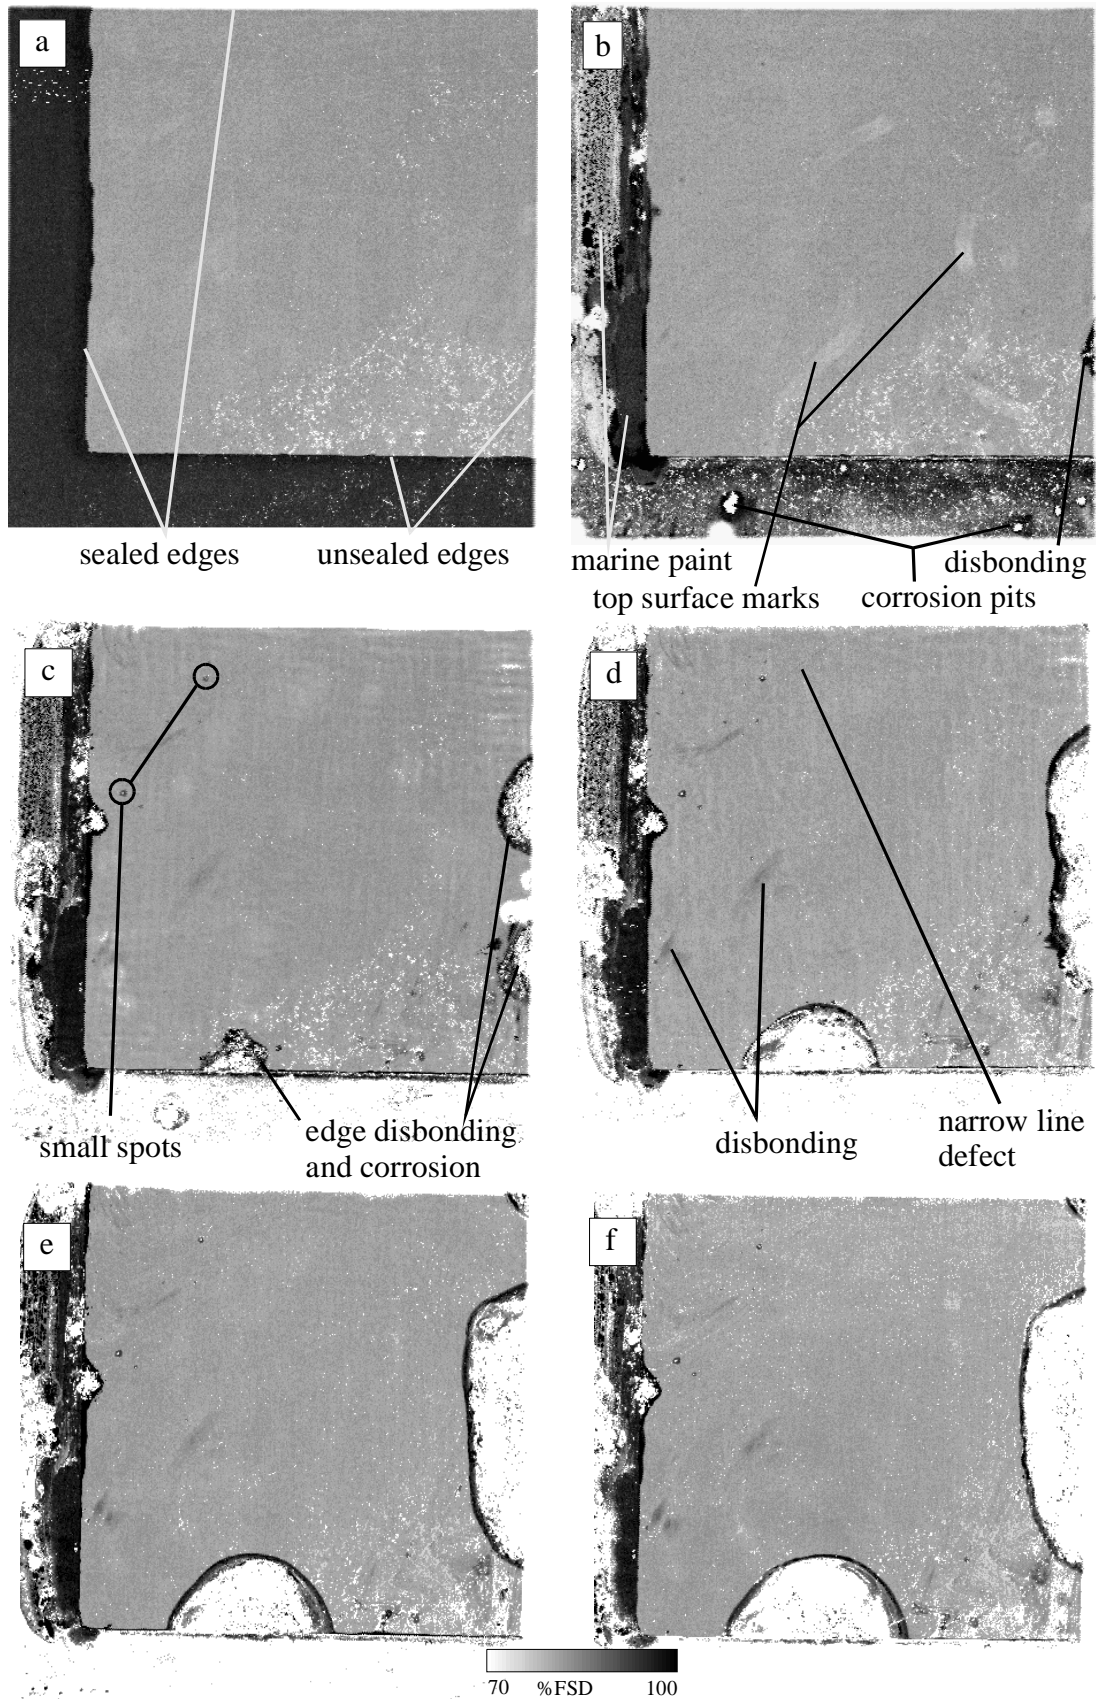 a
b
sealed edges
unsealed edges
marine paint
disbonding
top surface marks
corrosion pits
c
d
small spots
edge disbonding
and corrosion
disbonding
narrow line
defect
e
f
70 %FSD 100